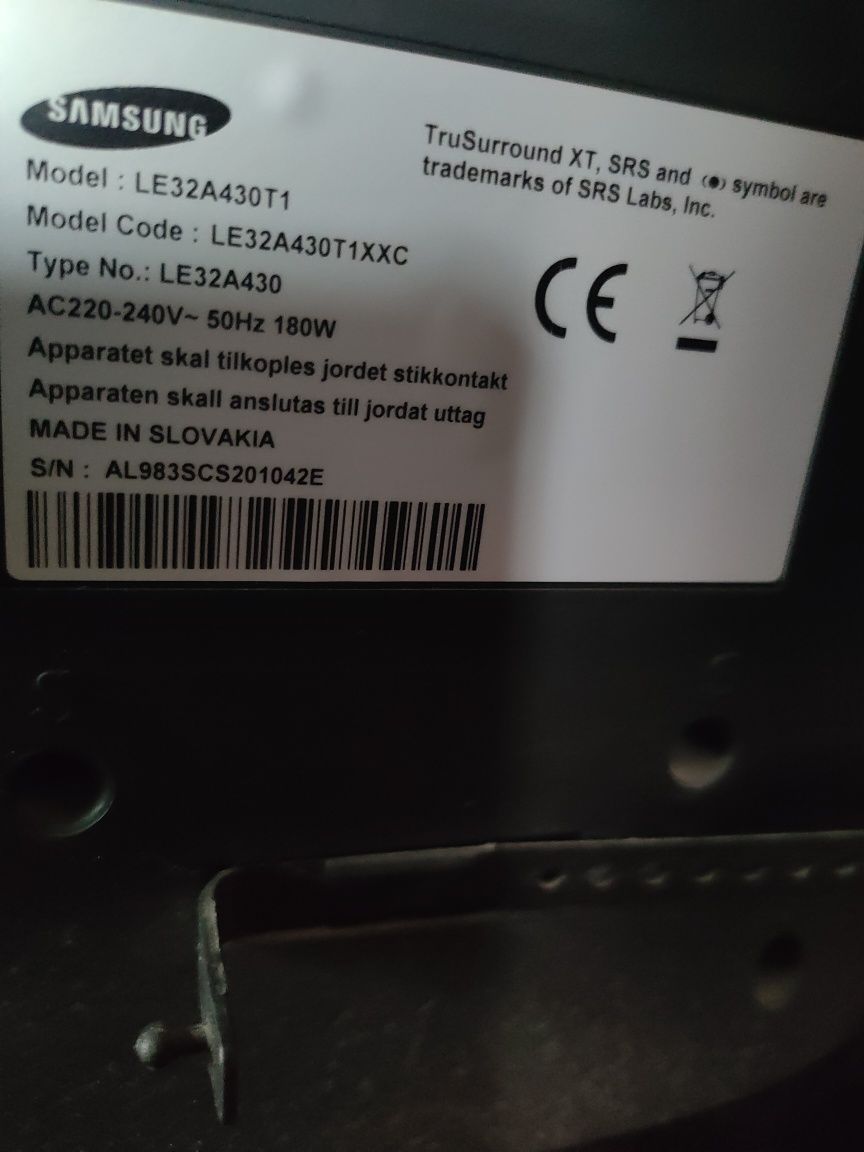 SAMSUNG
Model : LE32A430T1
Model Code : LE32A430T1XXC
Type No.: LE32A430
AC220-240V~ 50Hz 180W
Apparatet skal tilkoples jordet stikkontakt
Apparaten skall anslutas till jordat uttag
MADE IN SLOVAKIA
S/N : AL983SCS201042E
TruSurround XT, SRS and (●) symbol are
trademarks of SRS Labs, Inc.
CE